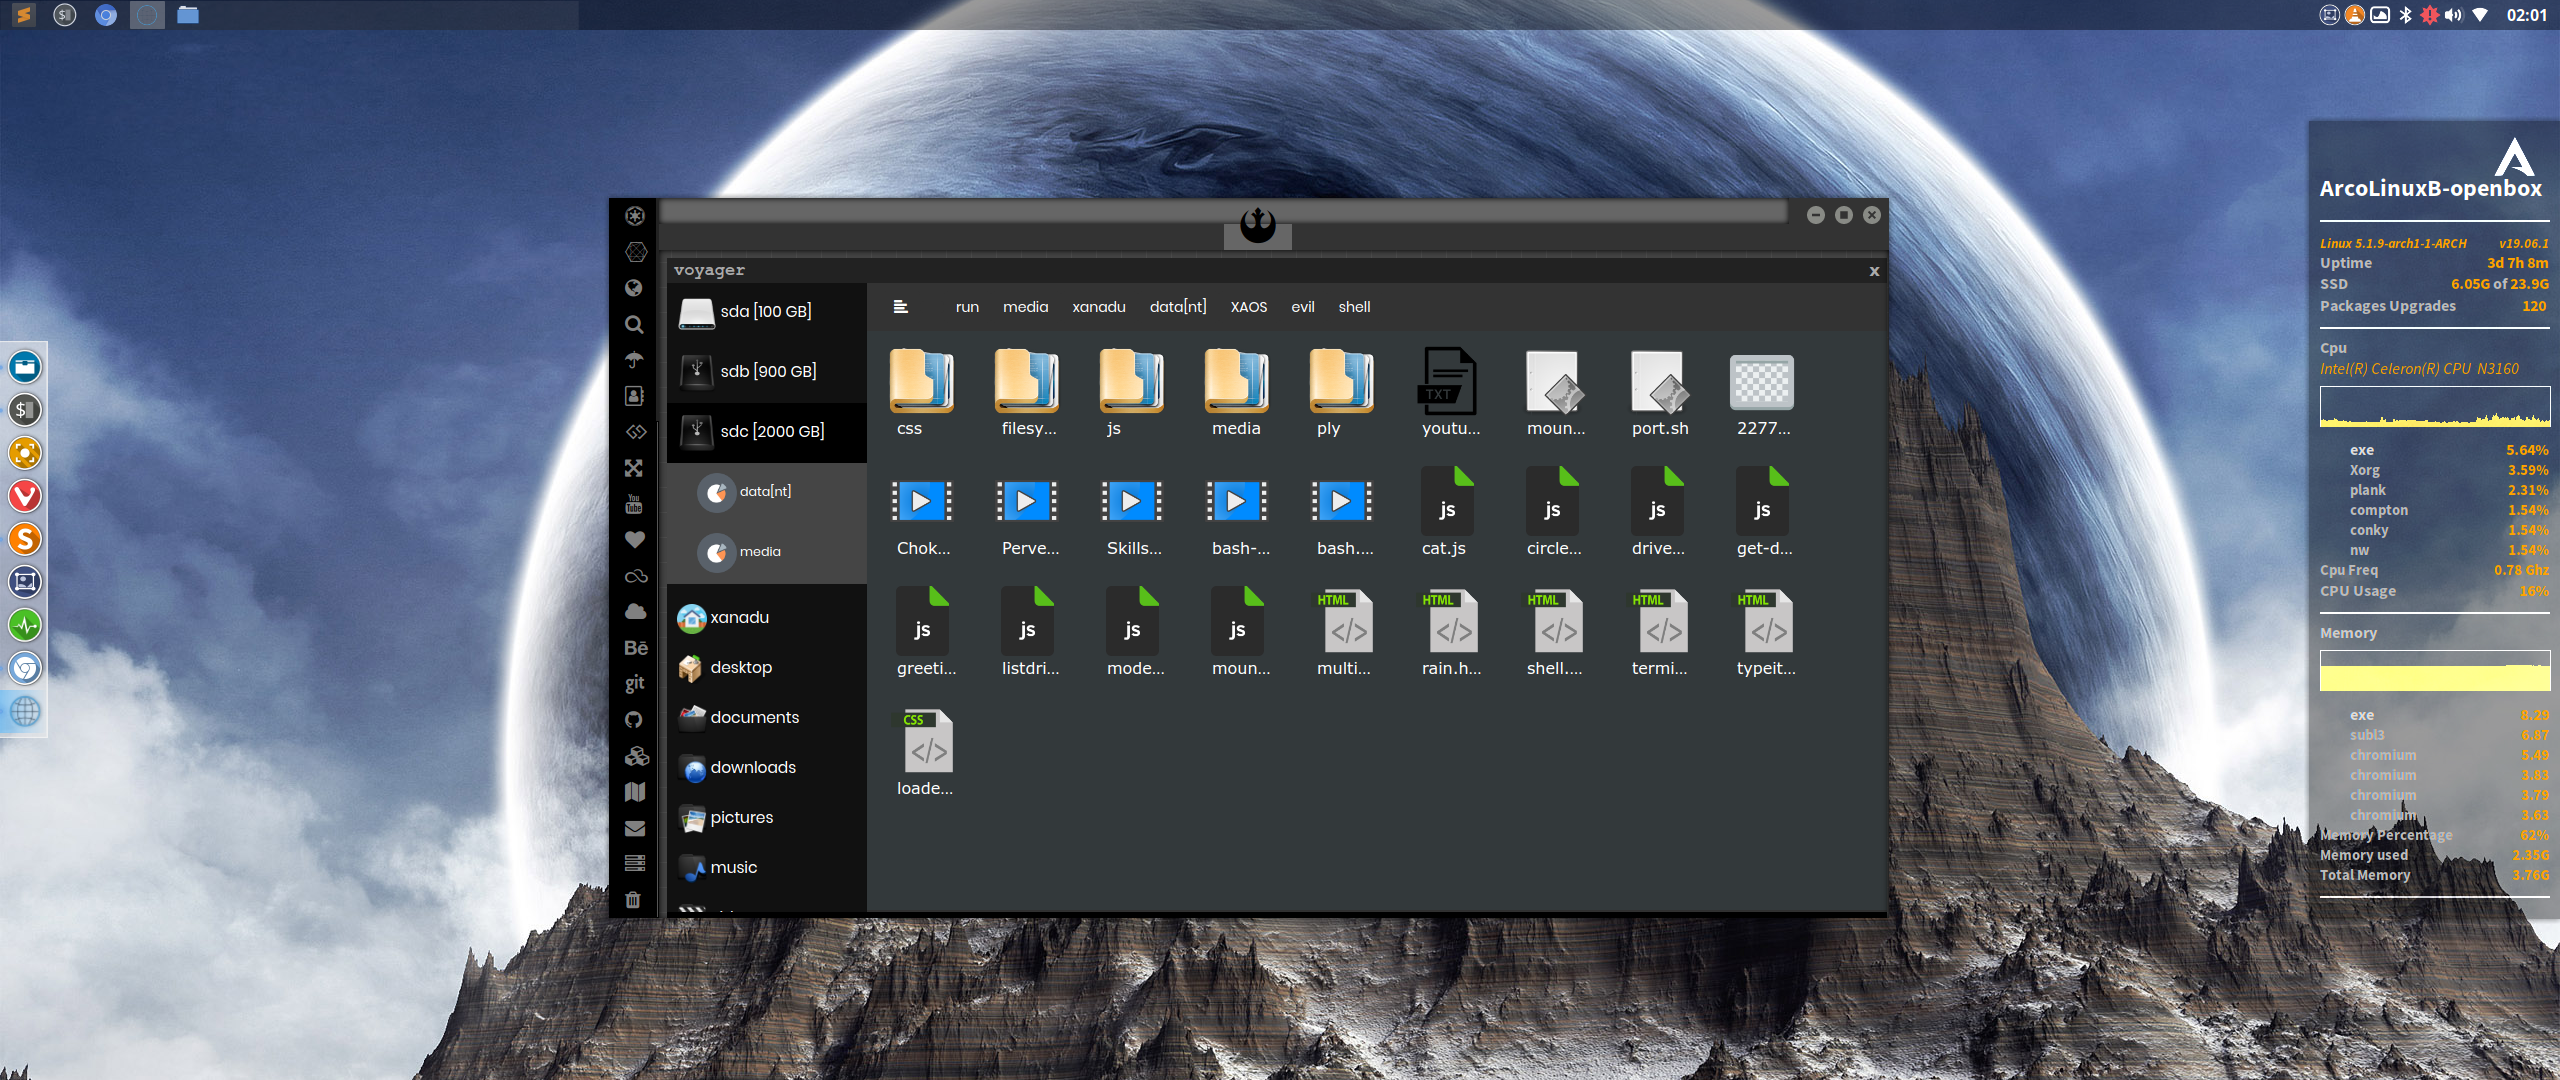 02:01
voyager
x
sda [100 GB]
sdb [900 GB]
sdc [2000 GB]
data[nt]
media
xanadu
desktop
documents
downloads
pictures
music
You
Tube
Bē
git
run media xanadu data[nt] XAOS evil shell
TXT
css filesy... js media ply youtu... moun... port.sh 2277...
js js js js
Chok... Perve... Skills... bash-... bash.... cat.js circle... drive... get-d...
HTML HTML HTML HTML HTML
js js js js </> </> </> </> </>
greeti... listdri... mode... moun... multi... rain.h... shell.... termi... typeit...
CSS
</>
loade...
ArcoLinuxB-openbox
Linux 5.1.9-arch1-1-ARCH v19.06.1
Uptime 3d 7h 8m
SSD 6.05G of 23.9G
Packages Upgrades 120
Cpu
Intel(R) Celeron(R) CPU N3160
exe 5.64%
Xorg 3.59%
plank 2.31%
compton 1.54%
conky 1.54%
nw 1.54%
Cpu Freq 0.78 Ghz
CPU Usage 16%
Memory
exe 8.29
subl3 6.87
chromium 5.49
chromium 3.83
chromium 3.79
chromium 3.63
Memory Percentage 62%
Memory used 2.35G
Total Memory 3.76G